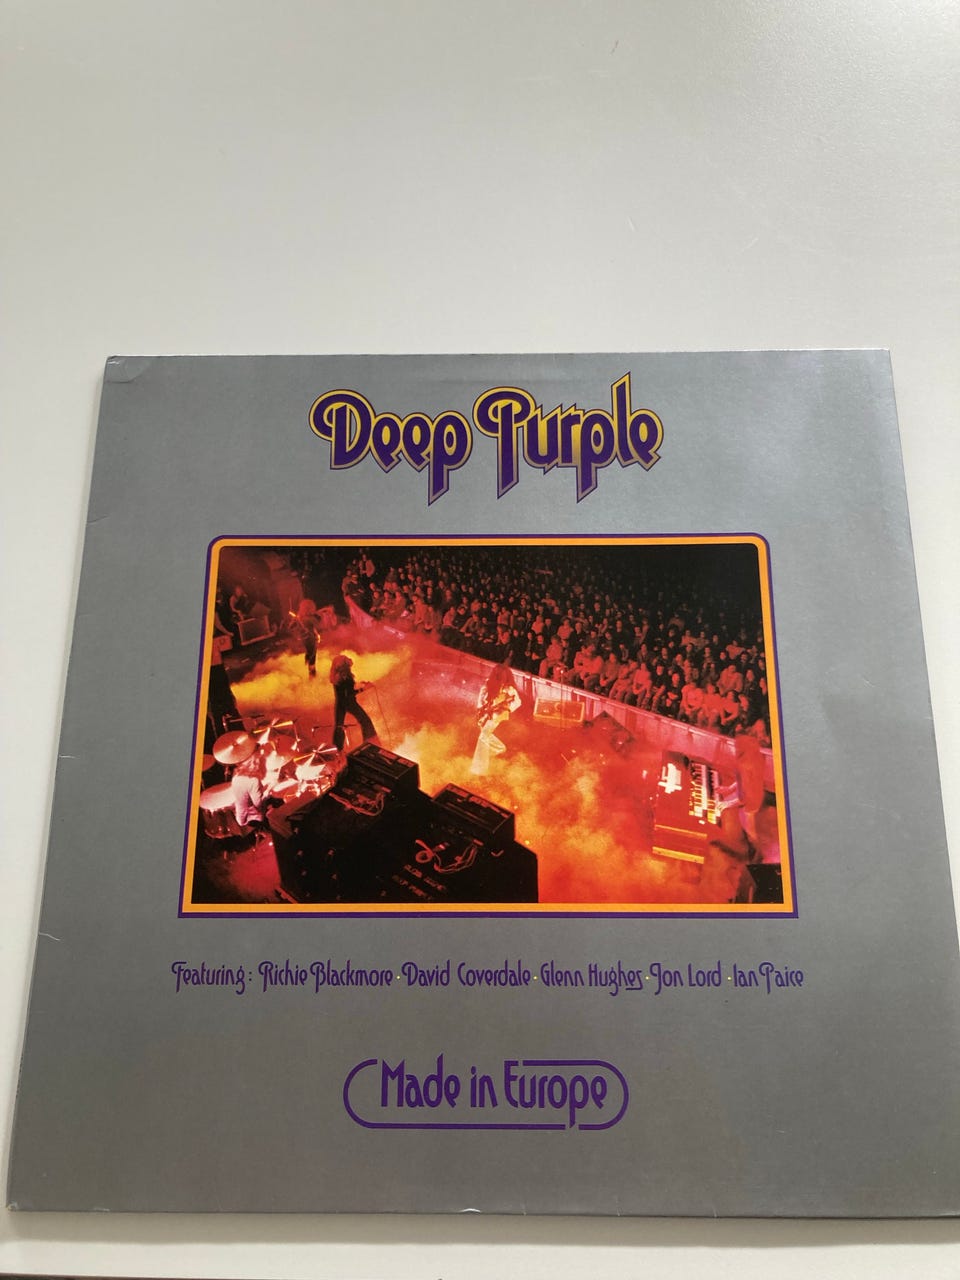 Deep Purple
Featuring: Richie Blackmore · David Coverdale · Glenn Hughes · Jon Lord · Ian Paice
Made in Europe